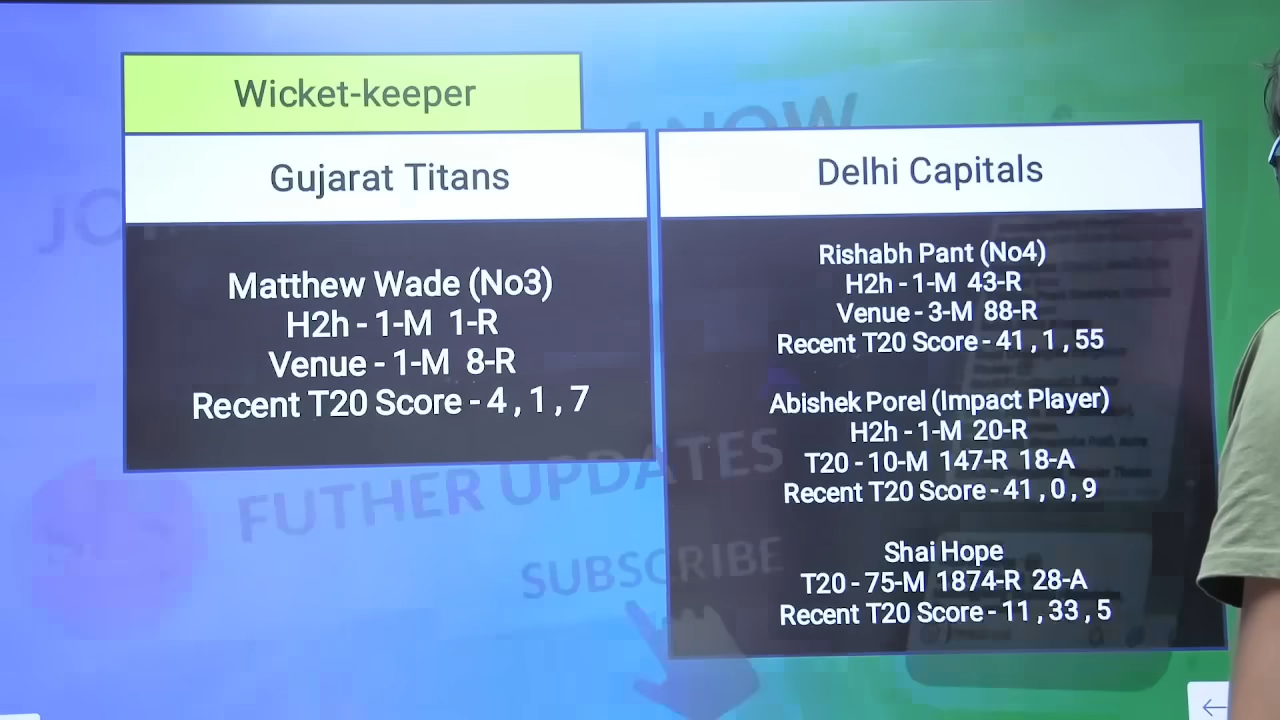 Wicket-keeper
Gujarat Titans
Matthew Wade (No3)
H2h - 1-M 1-R
Venue - 1-M 8-R
Recent T20 Score - 4 , 1 , 7
Delhi Capitals
Rishabh Pant (No4)
H2h - 1-M 43-R
Venue - 3-M 88-R
Recent T20 Score - 41 , 1 , 55
Abishek Porel (Impact Player)
H2h - 1-M 20-R
T20 - 10-M 147-R 18-A
Recent T20 Score - 41 , 0 , 9
Shai Hope
T20 - 75-M 1874-R 28-A
Recent T20 Score - 11 , 33 , 5
FUTHER UPDATES
SUBSCRIBE